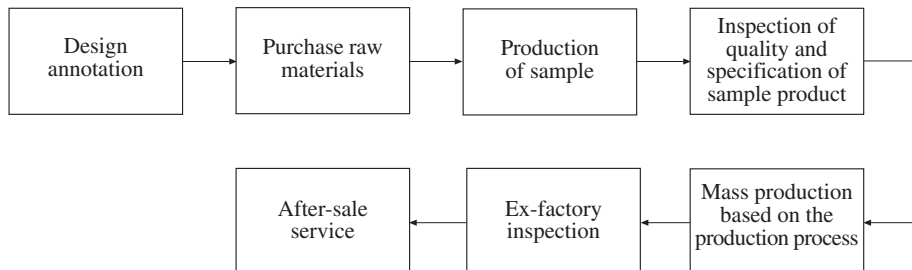 Design
annotation
Purchase raw
materials
Production
of sample
Inspection of
quality and
specification of
sample product
Mass production
based on the
production process
Ex-factory
inspection
After-sale
service